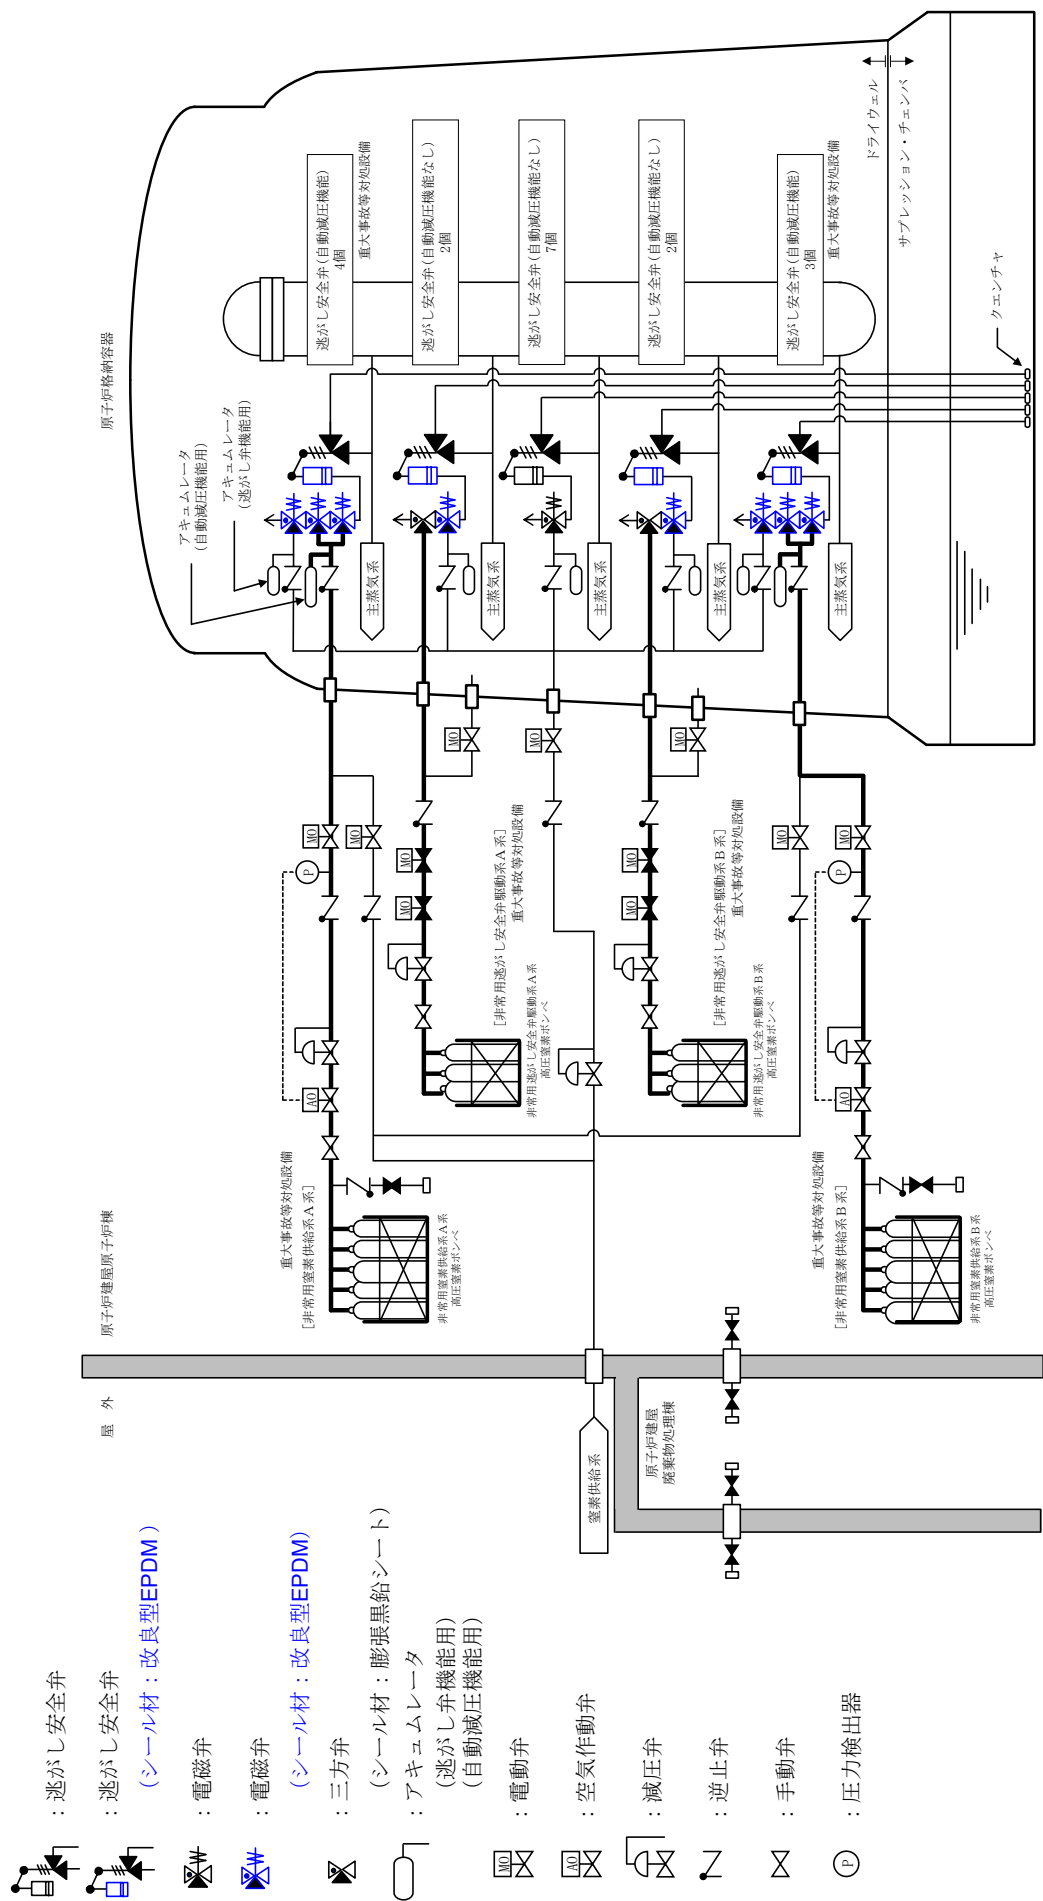 原子炉格納容器
アキュムレータ
(自動減圧機能用)
アキュムレータ
(逃がし弁機能用)
逃がし安全弁(自動減圧機能)
4個
重大事故等対処設備
逃がし安全弁(自動減圧機能なし)
2個
逃がし安全弁(自動減圧機能なし)
7個
逃がし安全弁(自動減圧機能なし)
2個
逃がし安全弁(自動減圧機能)
3個
重大事故等対処設備
ドライウェル
サプレッション・チェンバ
クエンチャ
主蒸気系
主蒸気系
主蒸気系
主蒸気系
主蒸気系
MO
MO
MO
MO
MO
MO
MO
P
MO
MO
MO
MO
P
[非常用逃がし安全弁駆動系A系]
重大事故等対処設備
[非常用逃がし安全弁駆動系B系]
重大事故等対処設備
非常用逃がし安全弁駆動系A系
高圧窒素ボンベ
非常用逃がし安全弁駆動系B系
高圧窒素ボンベ
AO
AO
重大事故等対処設備
[非常用窒素供給系A系]
非常用窒素供給系A系
高圧窒素ボンベ
重大事故等対処設備
[非常用窒素供給系B系]
非常用窒素供給系B系
高圧窒素ボンベ
原子炉建屋原子炉棟
屋 外
窒素供給系
原子炉建屋
廃棄物処理棟
:逃がし安全弁
:逃がし安全弁
(シール材:改良型EPDM )
:電磁弁
:電磁弁
(シール材:改良型EPDM)
:三方弁
(シール材:膨張黒鉛シート)
:アキュムレータ
(逃がし弁機能用)
(自動減圧機能用)
MO
:電動弁
AO
:空気作動弁
:減圧弁
:逆止弁
:手動弁
P
:圧力検出器